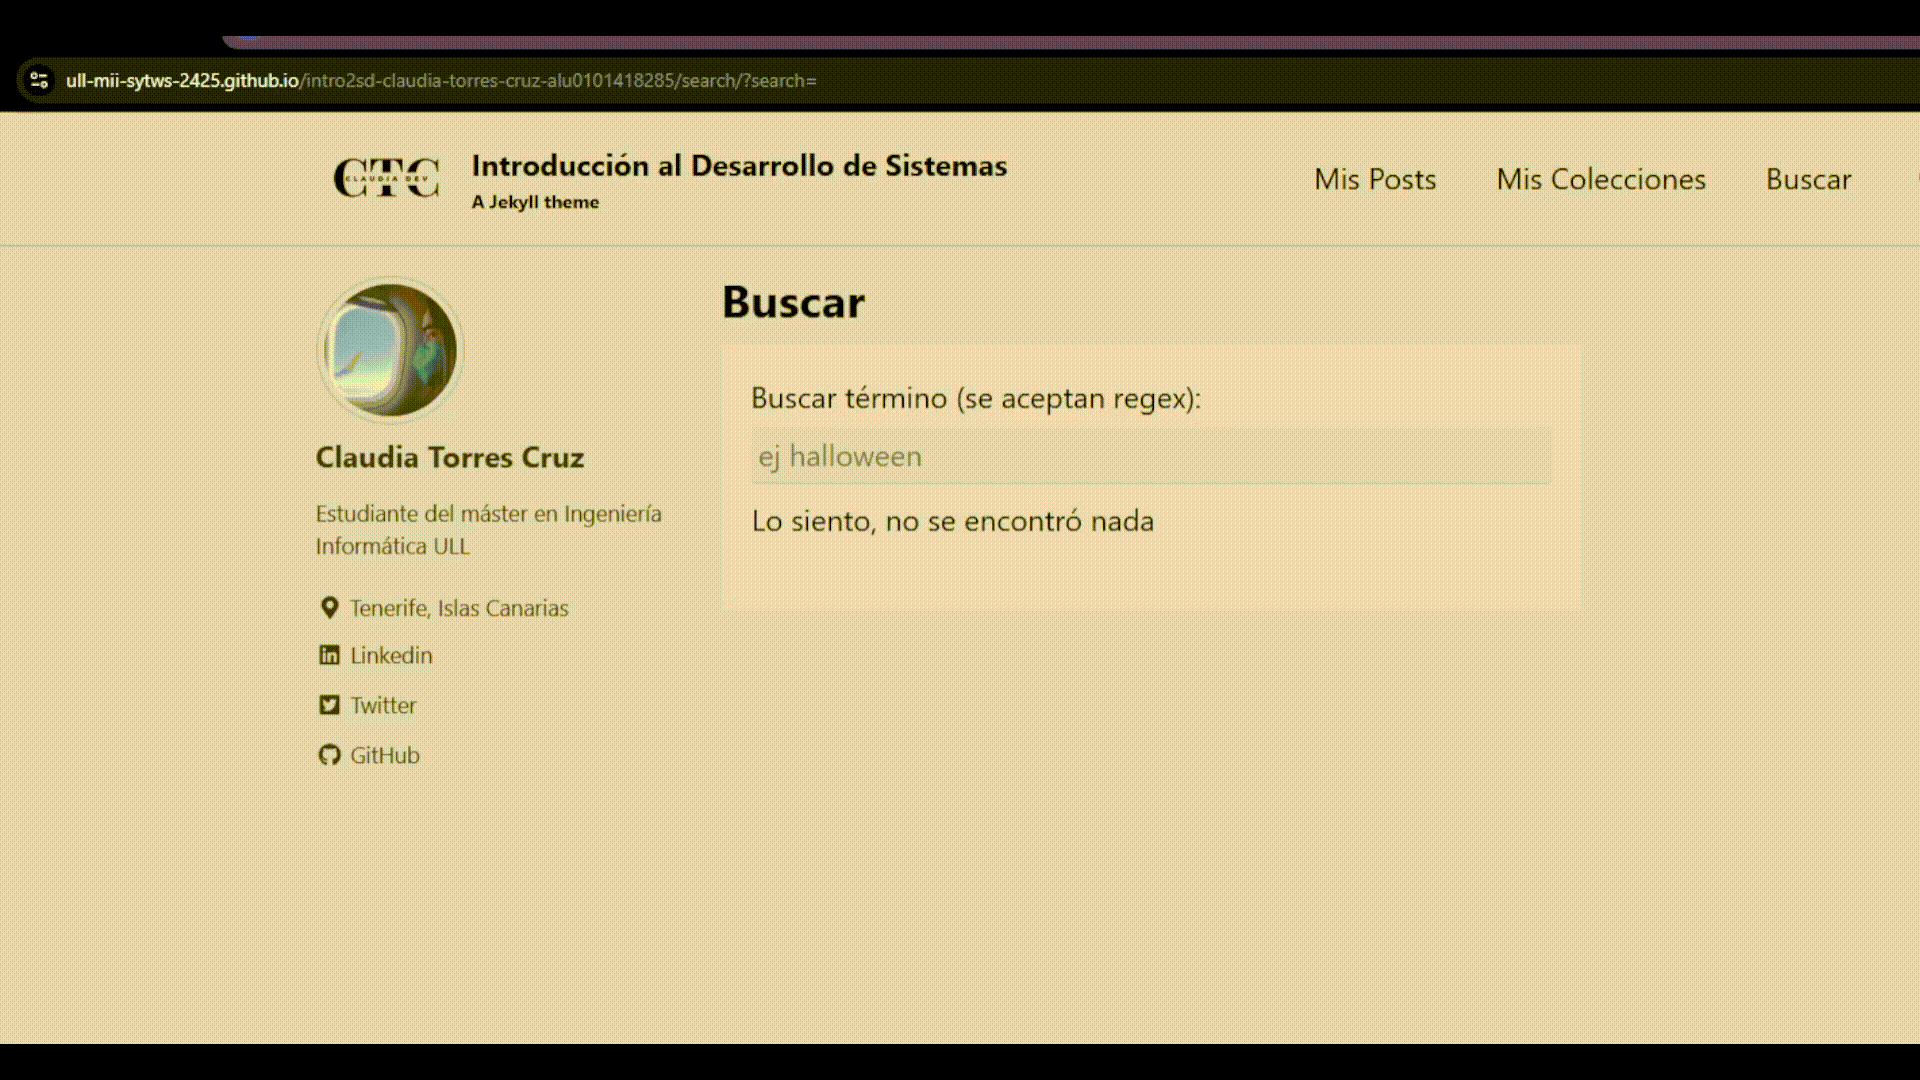 ull-mii-sytws-2425.github.io/intro2sd-claudia-torres-cruz-alu0101418285/search/?search=
CTC
CLAUDIA DEV
Introducción al Desarrollo de Sistemas
A Jekyll theme
Mis Posts
Mis Colecciones
Buscar
Claudia Torres Cruz
Estudiante del máster en Ingeniería
Informática ULL
Tenerife, Islas Canarias
Linkedin
Twitter
GitHub
Buscar
Buscar término (se aceptan regex):
ej halloween
Lo siento, no se encontró nada